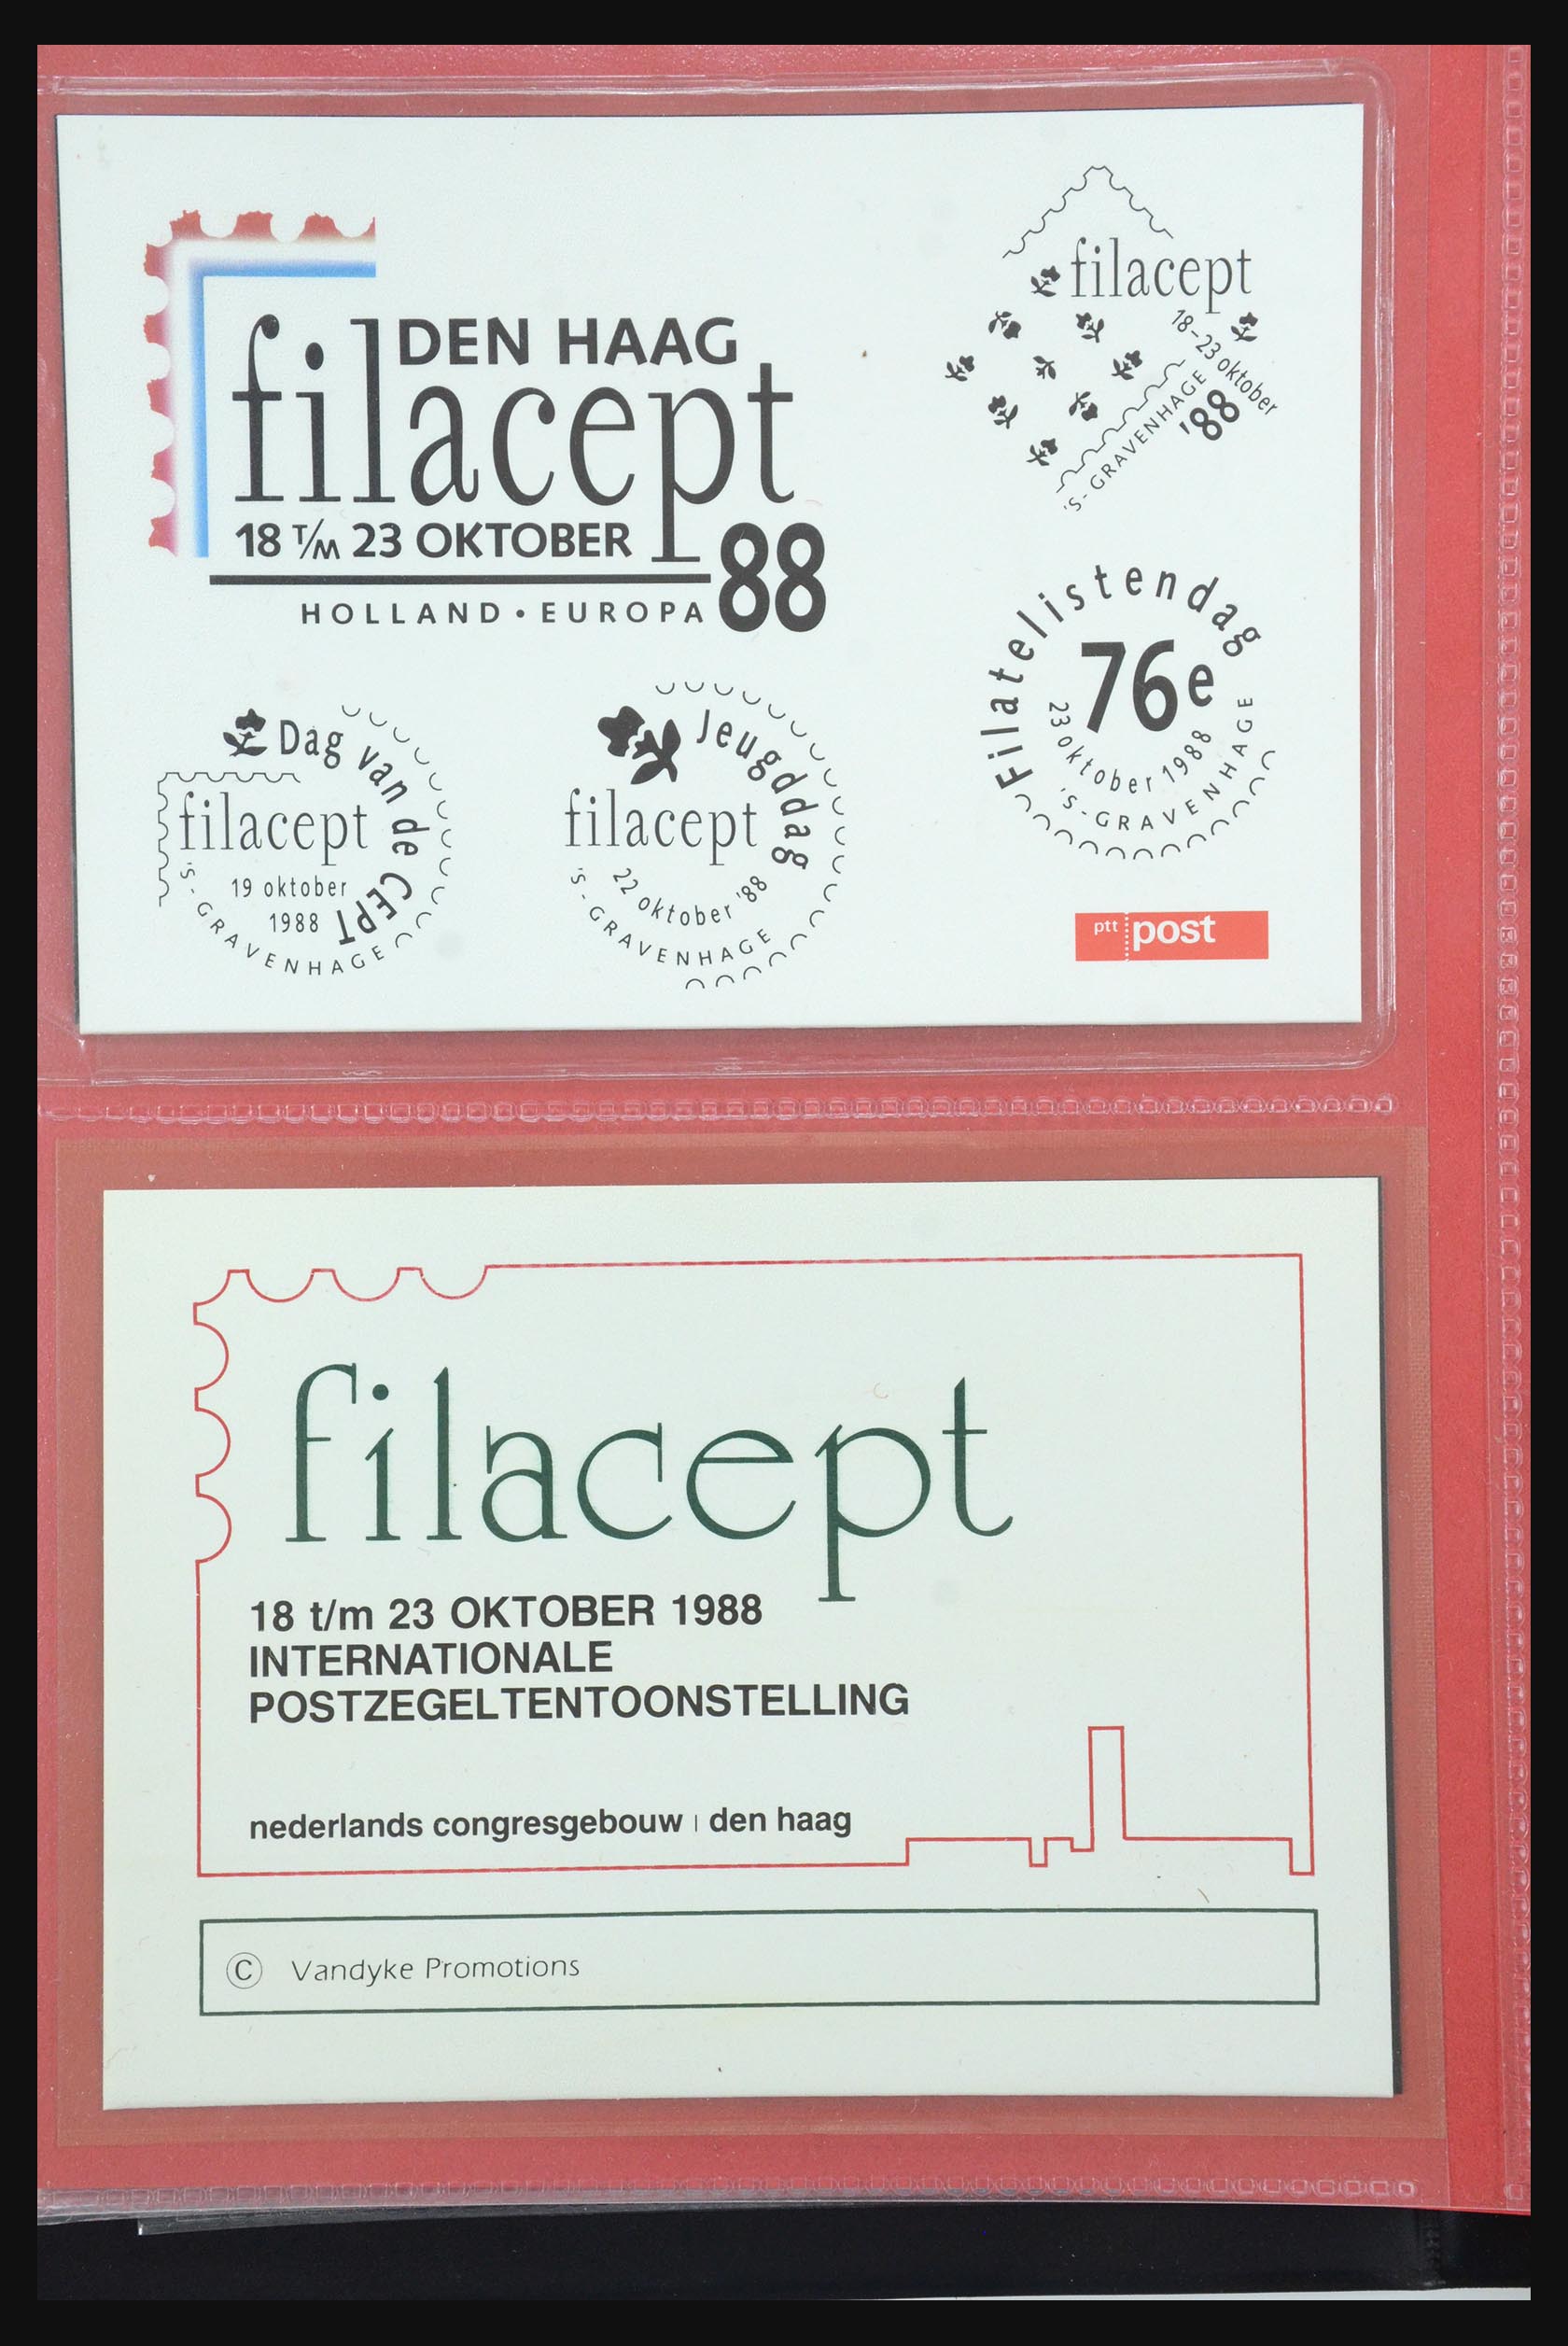 DEN HAAG
filacept
18 T/M 23 OKTOBER
88
HOLLAND • EUROPA
filacept
18-23 oktober
'88
'S-GRAVENHAGE
Filatelistendag
76e
23 oktober 1988
'S-GRAVENHAGE
Dag van de CEPT
filacept
19 oktober
1988
'S-GRAVENHAGE
Jeugddag
filacept
22 oktober '88
'S-GRAVENHAGE
ptt post
filacept
18 t/m 23 OKTOBER 1988
INTERNATIONALE
POSTZEGELTENTOONSTELLING
nederlands congresgebouw | den haag
© Vandyke Promotions